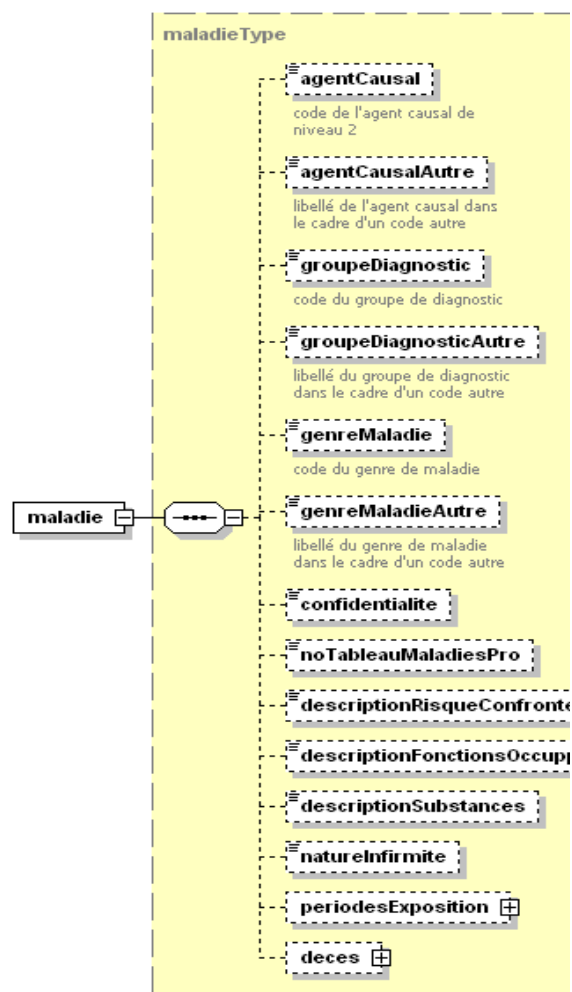 maladieType
agentCausal
code de l'agent causal de
niveau 2
agentCausalAutre
libellé de l'agent causal dans
le cadre d'un code autre
groupeDiagnostic
code du groupe de diagnostic
groupeDiagnosticAutre
libellé du groupe de diagnostic
dans le cadre d'un code autre
genreMaladie
code du genre de maladie
maladie
genreMaladieAutre
libellé du genre de maladie
dans le cadre d'un code autre
confidentialite
noTableauMaladiesPro
descriptionRisqueConfronte
descriptionFonctionsOccupp
descriptionSubstances
natureInfirmite
periodesExposition
deces